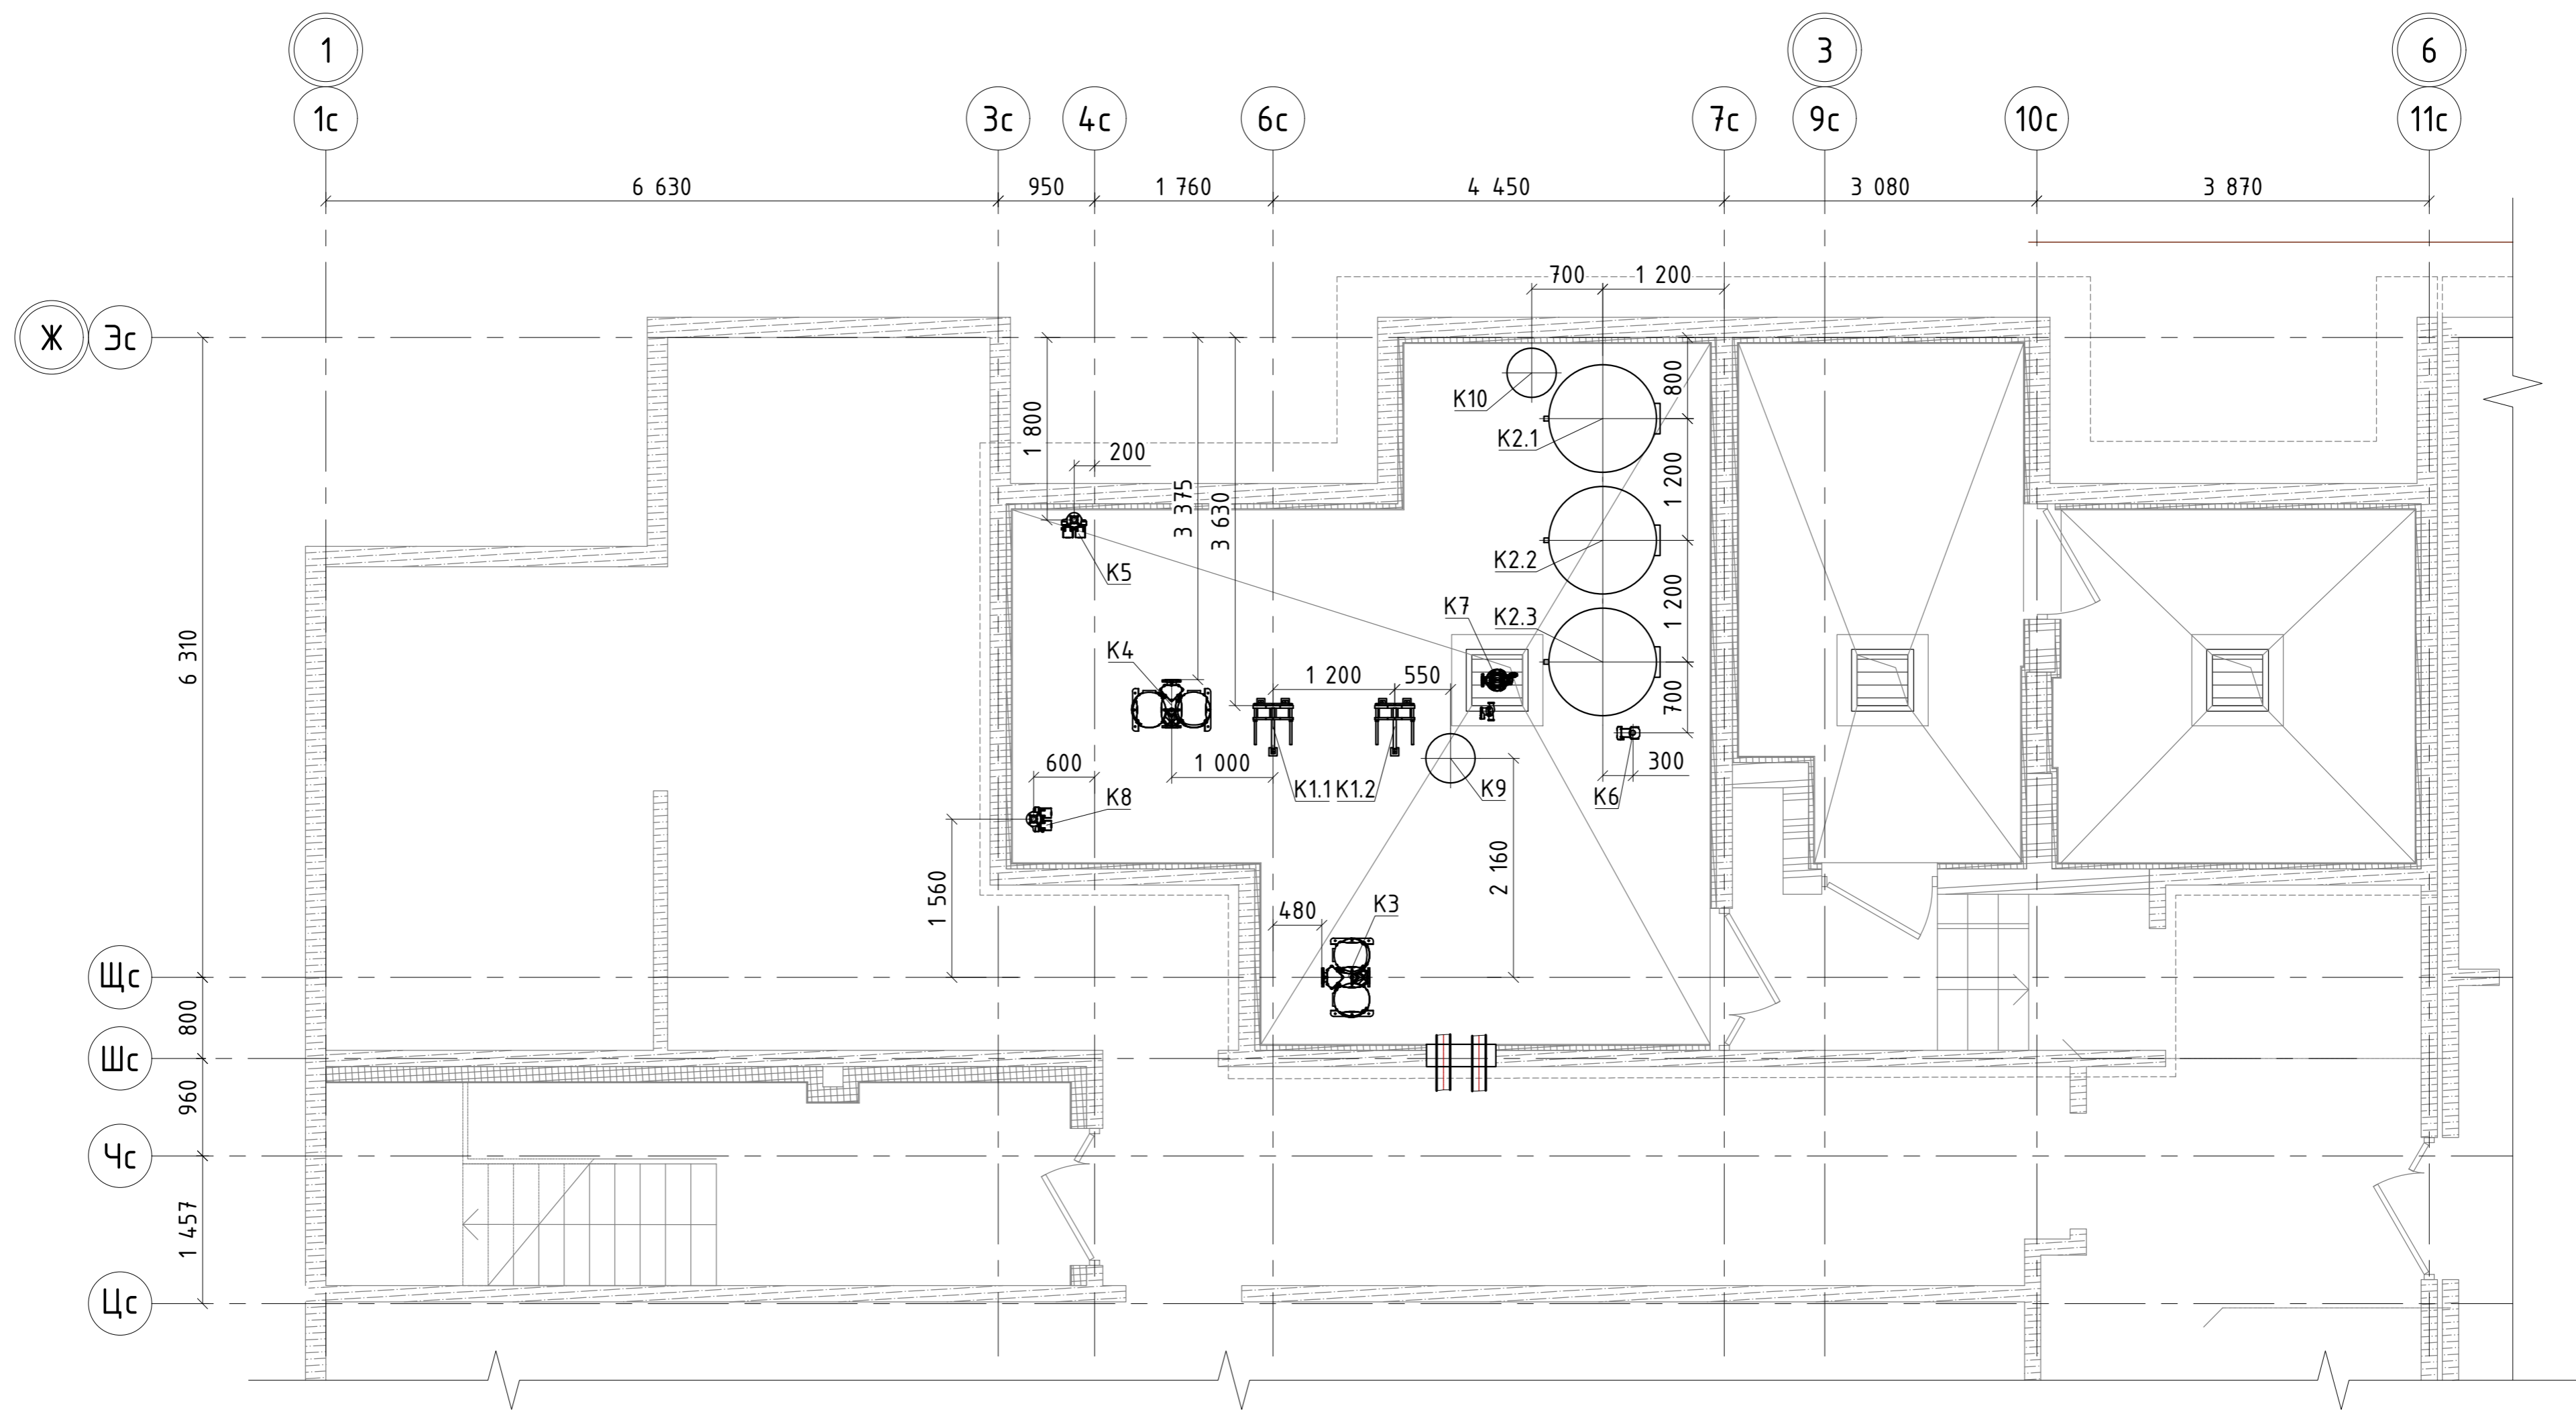 1 3 6
1с 3с 4с 6с 7с 9с 10с 11с
6 630 950 1 760 4 450 3 080 3 870
700 1 200
Ж Эс
800
К10
1 800
К2.1
200
3 375
3 630
1 200
К5
К2.2
К7
К2.3
1 200
6 310
К4
1 200 550
700
600
1 000
300
К8
К1.1 К1.2
К9
К6
1 560
2 160
480
К3
Щс
800
Шс
960
Чс
1 457
Цс